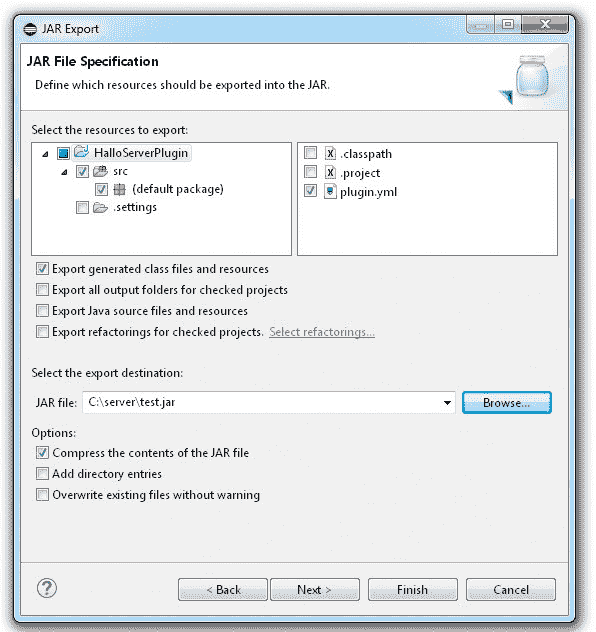 JAR Export
JAR File Specification
Define which resources should be exported into the JAR.
Select the resources to export:
HalloServerPlugin
src
(default package)
.settings
.classpath
.project
plugin.yml
Export generated class files and resources
Export all output folders for checked projects
Export Java source files and resources
Export refactorings for checked projects. Select refactorings...
Select the export destination:
JAR file: C:\server\test.jar Browse...
Options:
Compress the contents of the JAR file
Add directory entries
Overwrite existing files without warning
? < Back Next > Finish Cancel